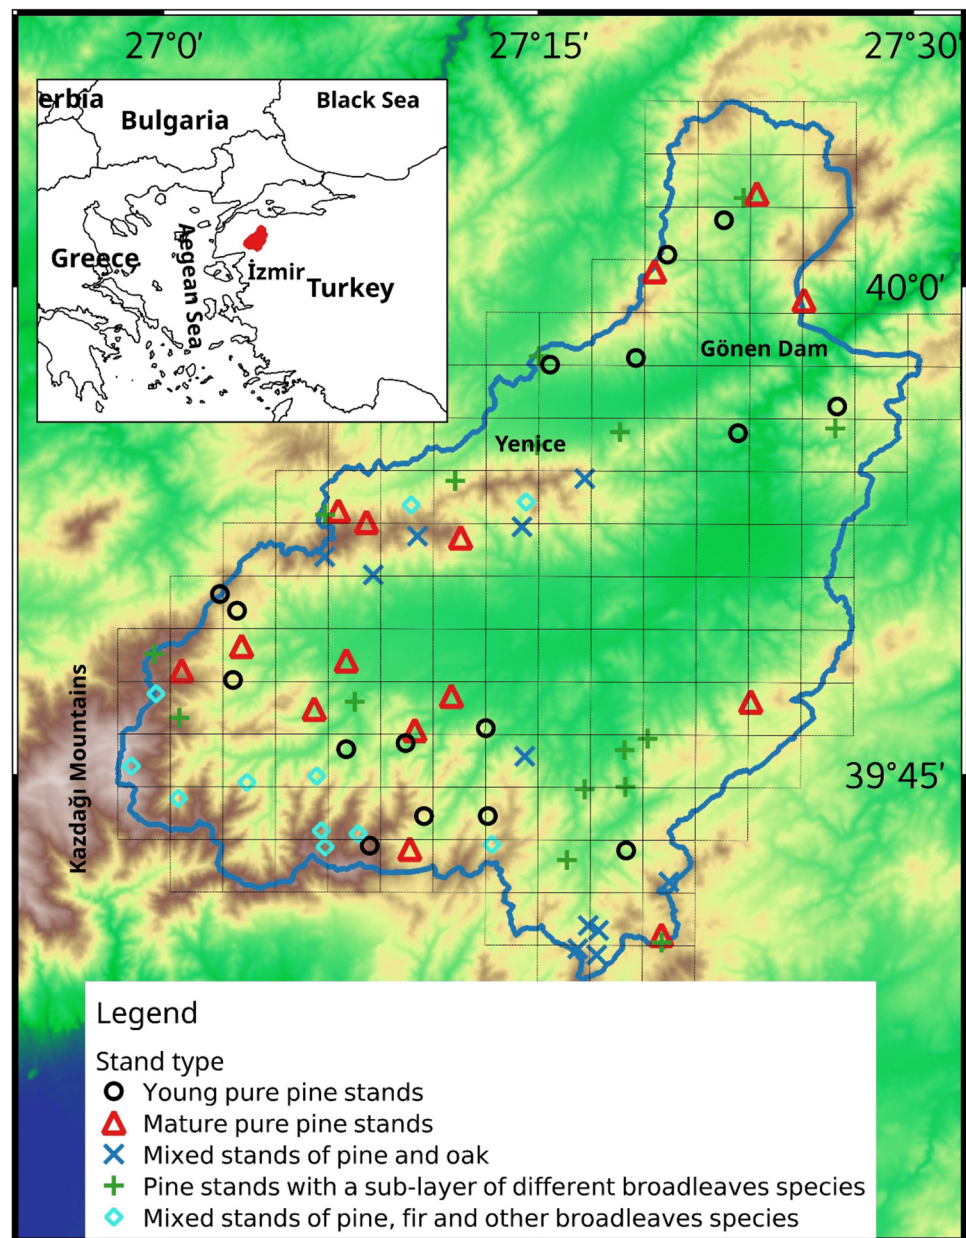 27°0′
27°15′
27°30′
erbia
Bulgaria
Black Sea
Greece
Aegean Sea
İzmir
Turkey
40°0′
Gönen Dam
Yenice
Kazdağı Mountains
39°45′
Legend
Stand type
Young pure pine stands
Mature pure pine stands
Mixed stands of pine and oak
Pine stands with a sub-layer of different broadleaves species
Mixed stands of pine, fir and other broadleaves species